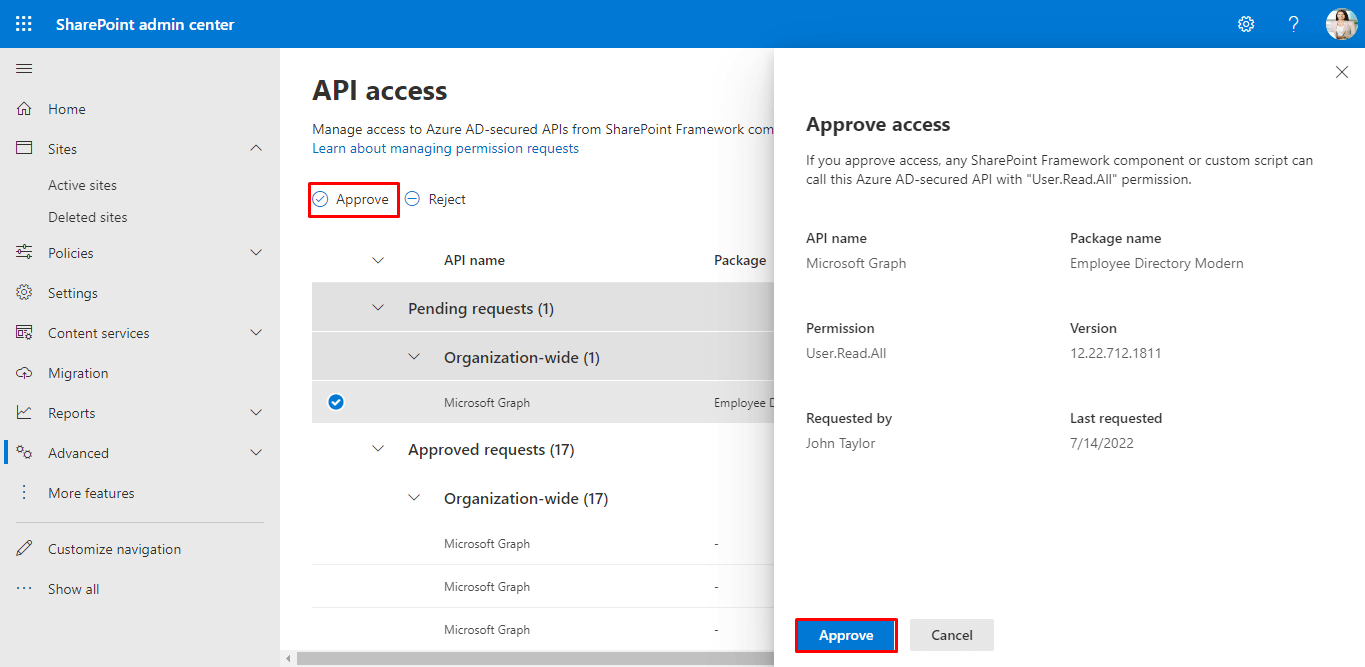 SharePoint admin center
?
Home
Sites
Active sites
Deleted sites
Policies
Settings
Content services
Migration
Reports
Advanced
More features
Customize navigation
Show all
API access
Manage access to Azure AD-secured APIs from SharePoint Framework com
Learn about managing permission requests
Approve
Reject
API name
Package
Pending requests (1)
Organization-wide (1)
Microsoft Graph
Employee D
Approved requests (17)
Organization-wide (17)
Microsoft Graph
-
Microsoft Graph
-
Microsoft Graph
-
Approve access
If you approve access, any SharePoint Framework component or custom script can
call this Azure AD-secured API with "User.Read.All" permission.
API name
Package name
Microsoft Graph
Employee Directory Modern
Permission
Version
User.Read.All
12.22.712.1811
Requested by
Last requested
John Taylor
7/14/2022
Approve
Cancel